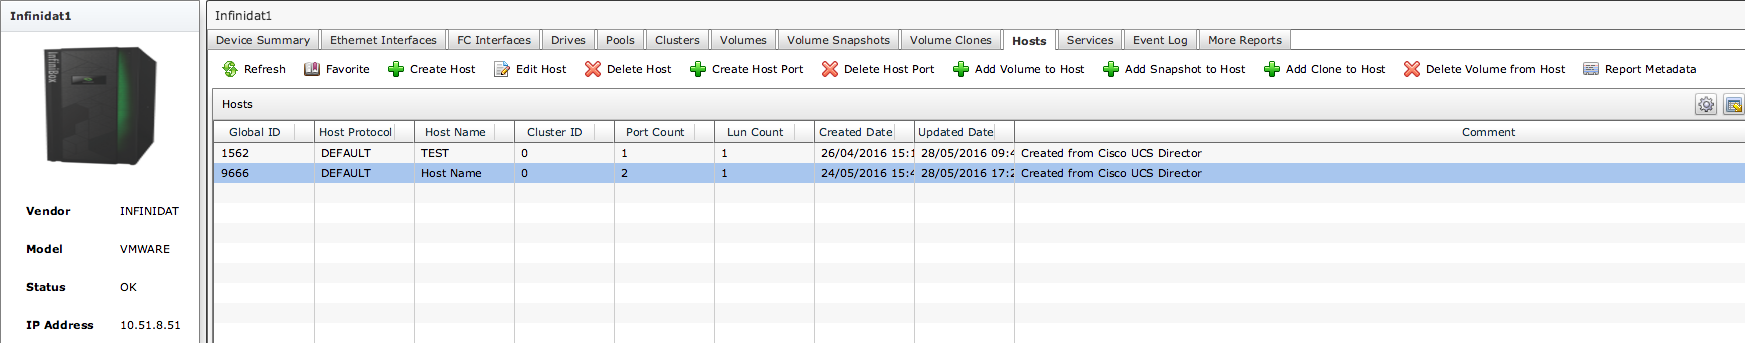 Infinidat1
InfiniBox
Vendor INFINIDAT
Model VMWARE
Status OK
IP Address 10.51.8.51
Infinidat1
Device Summary Ethernet Interfaces FC Interfaces Drives Pools Clusters Volumes Volume Snapshots Volume Clones Hosts Services Event Log More Reports
Refresh Favorite Create Host Edit Host Delete Host Create Host Port Delete Host Port Add Volume to Host Add Snapshot to Host Add Clone to Host Delete Volume from Host Report Metadata
Hosts
Global ID Host Protocol Host Name Cluster ID Port Count Lun Count Created Date Updated Date Comment
1562 DEFAULT TEST 0 1 1 26/04/2016 15:1 28/05/2016 09:4 Created from Cisco UCS Director
9666 DEFAULT Host Name 0 2 1 24/05/2016 15:4 28/05/2016 17:2 Created from Cisco UCS Director